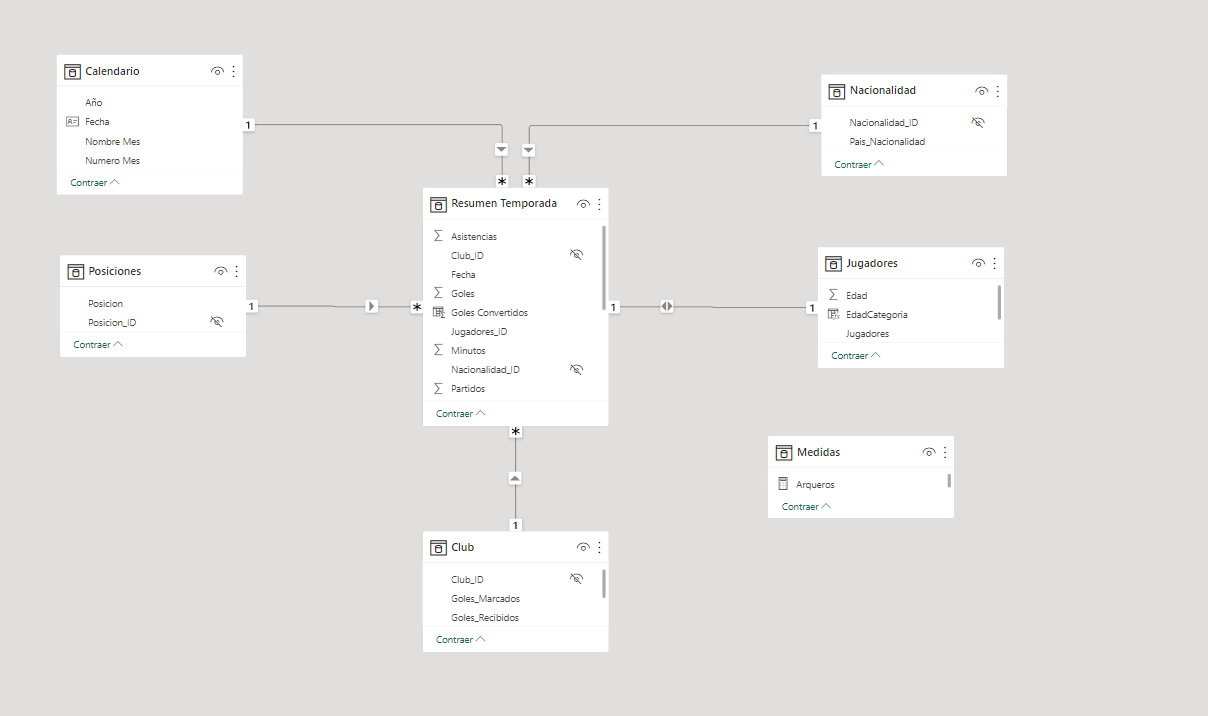 Calendario
Año
Fecha
Nombre Mes
Numero Mes
Contraer
1
Nacionalidad
Nacionalidad_ID
Pais_Nacionalidad
Contraer
1
*
*
Resumen Temporada
Asistencias
Club_ID
Fecha
Goles
Goles Convertidos
Jugadores_ID
Minutos
Nacionalidad_ID
Partidos
Contraer
Posiciones
Posicion
Posicion_ID
Contraer
1
*
1
1
Jugadores
Edad
EdadCategoria
Jugadores
Contraer
*
1
Medidas
Arqueros
Contraer
Club
Club_ID
Goles_Marcados
Goles_Recibidos
Contraer